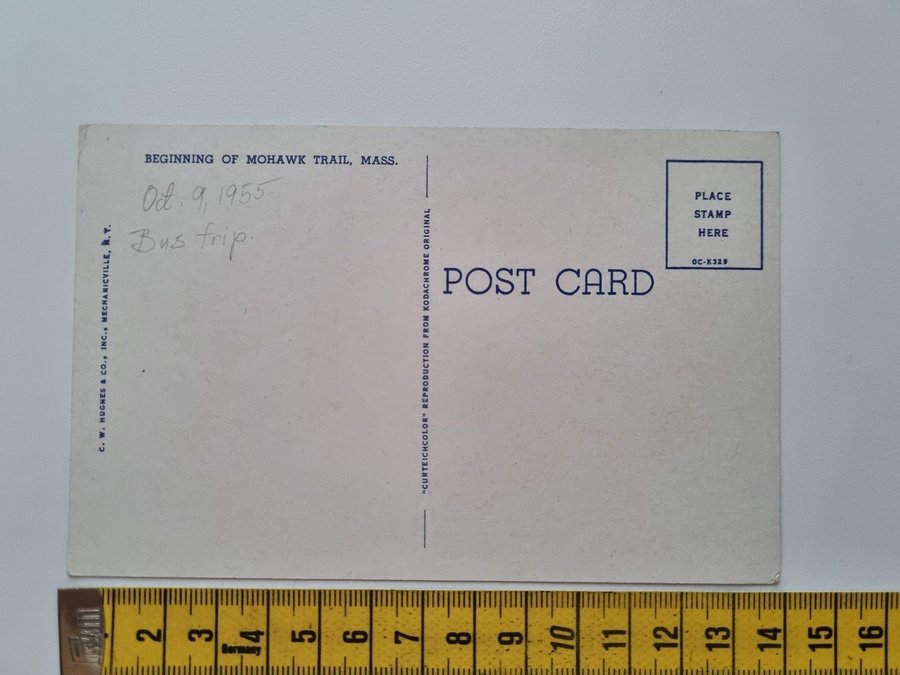 BEGINNING OF MOHAWK TRAIL, MASS.
Oct. 9, 1955
Bus trip.
C. W. HUGHES & CO., INC., MECHANICVILLE, N. Y.
"CURTEICHCOLOR" REPRODUCTION FROM KODACHROME ORIGINAL
POST CARD
PLACE
STAMP
HERE
OC-K329
2 3 4 5 6 7 8 9 10 11 12 13 14 15 16
Germany